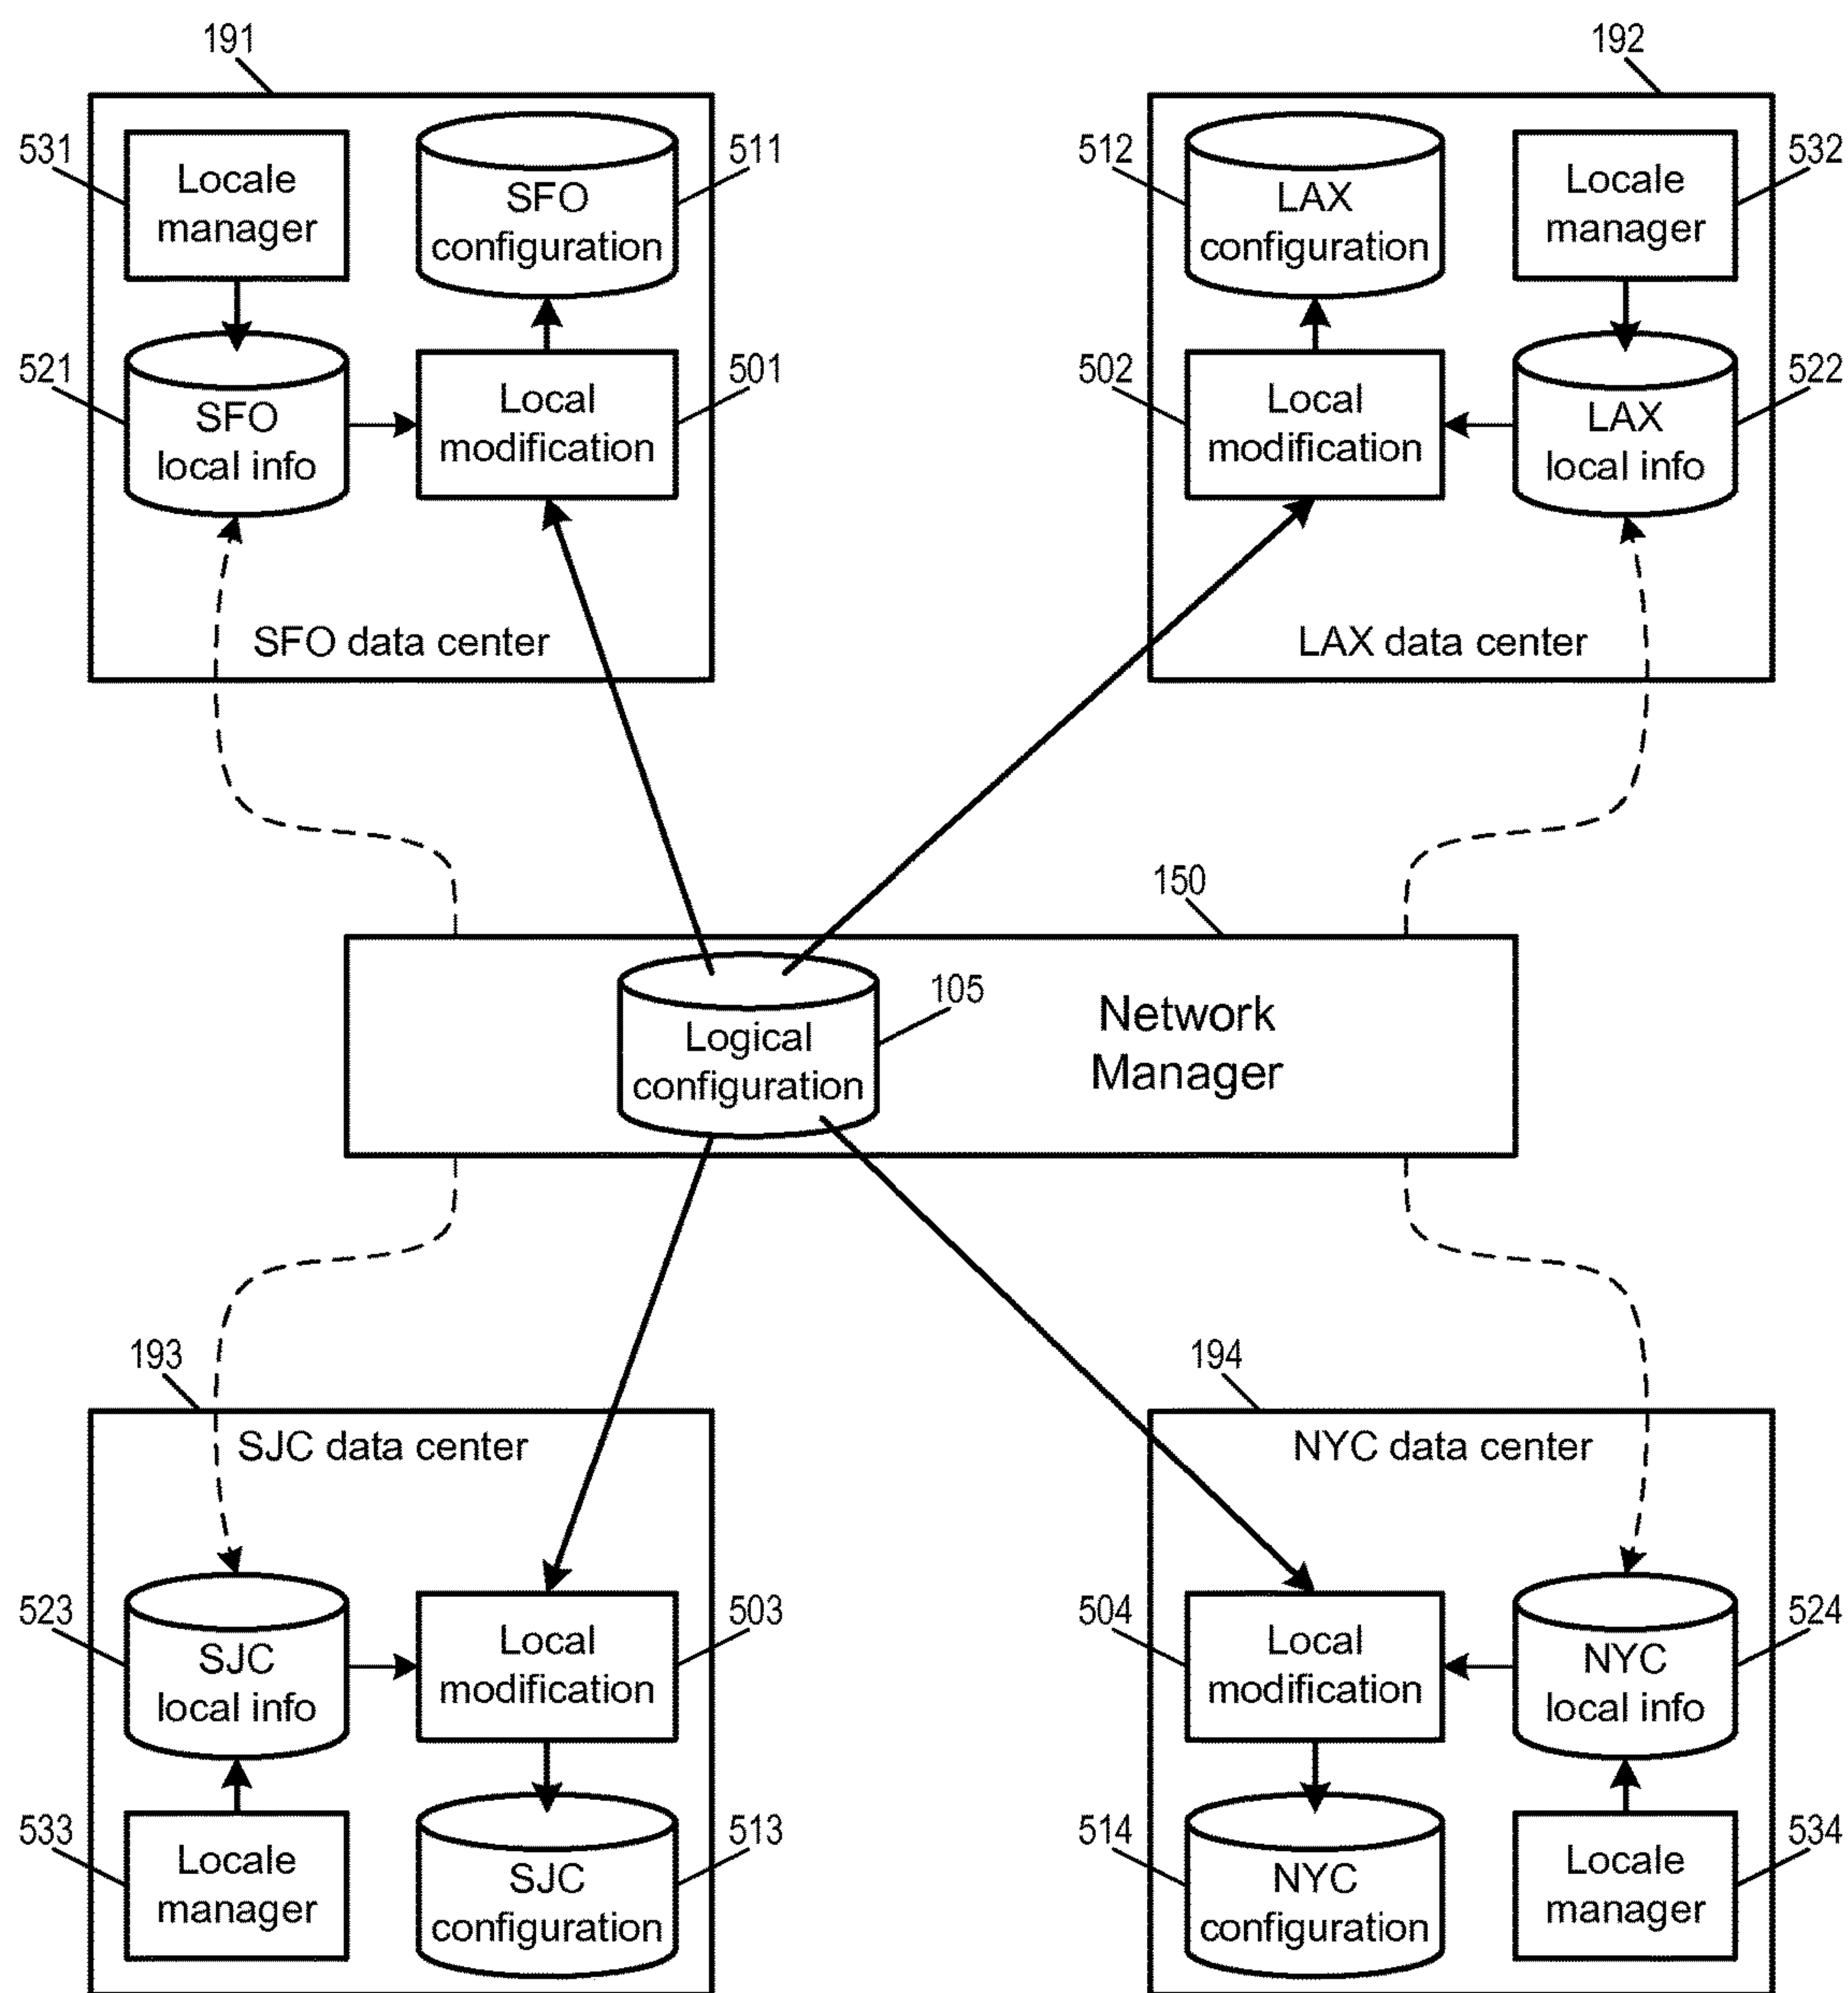 191
192
531
Locale
manager
SFO
configuration
511
512
LAX
configuration
Locale
manager
532
521
SFO
local info
Local
modification
501
502
Local
modification
LAX
local info
522
SFO data center
LAX data center
150
105
Logical
configuration
Network
Manager
193
194
SJC data center
NYC data center
523
SJC
local info
Local
modification
503
504
Local
modification
NYC
local info
524
533
Locale
manager
SJC
configuration
513
514
NYC
configuration
Locale
manager
534